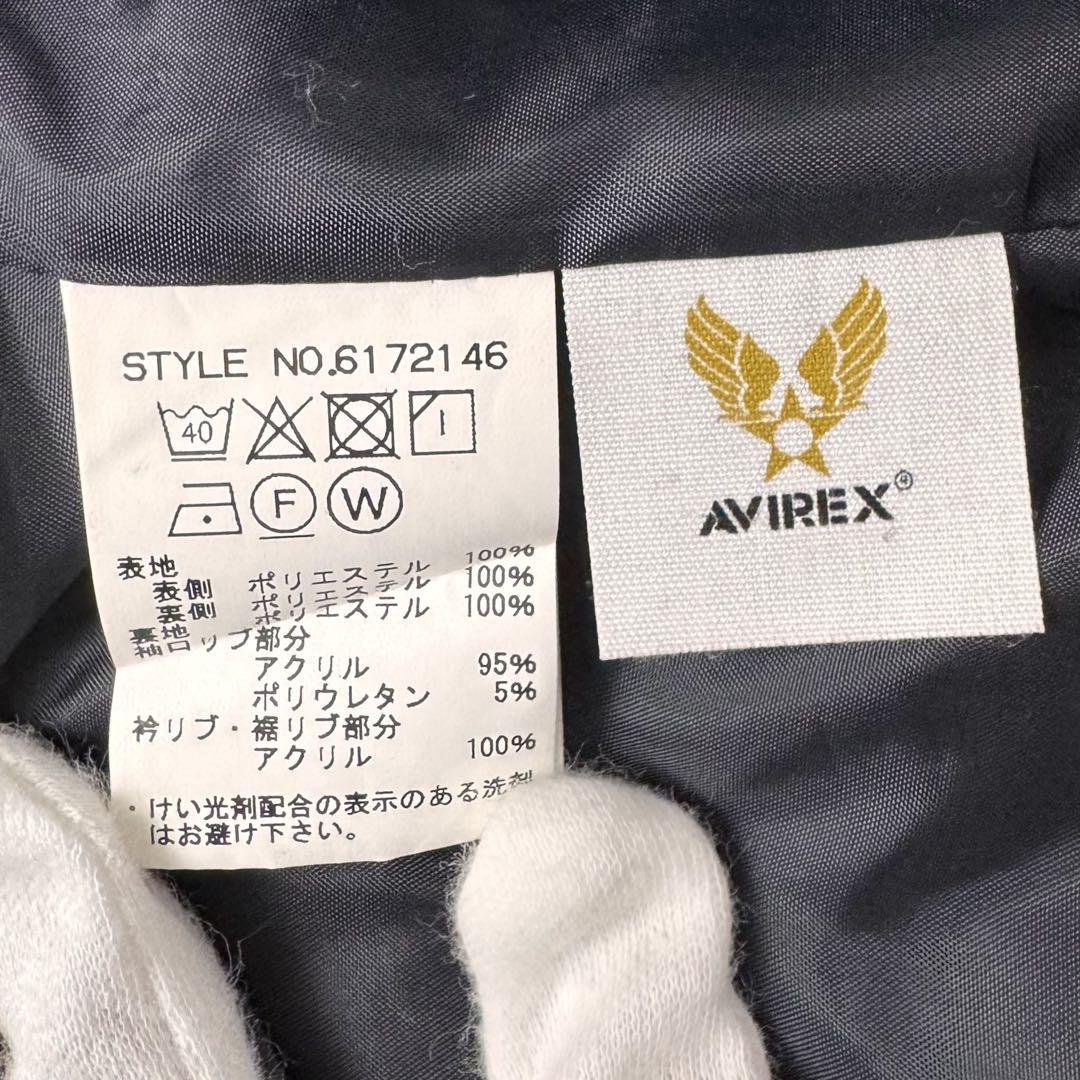 STYLE NO.6172146
40
F W
表地 100%
表側 ポリエステル 100%
裏側 ポリエステル 100%
裏地
袖口リブ部分
アクリル 95%
ポリウレタン 5%
衿リブ・裾リブ部分
アクリル 100%
・けい光剤配合の表示のある洗剤
はお避け下さい。
AVIREX®